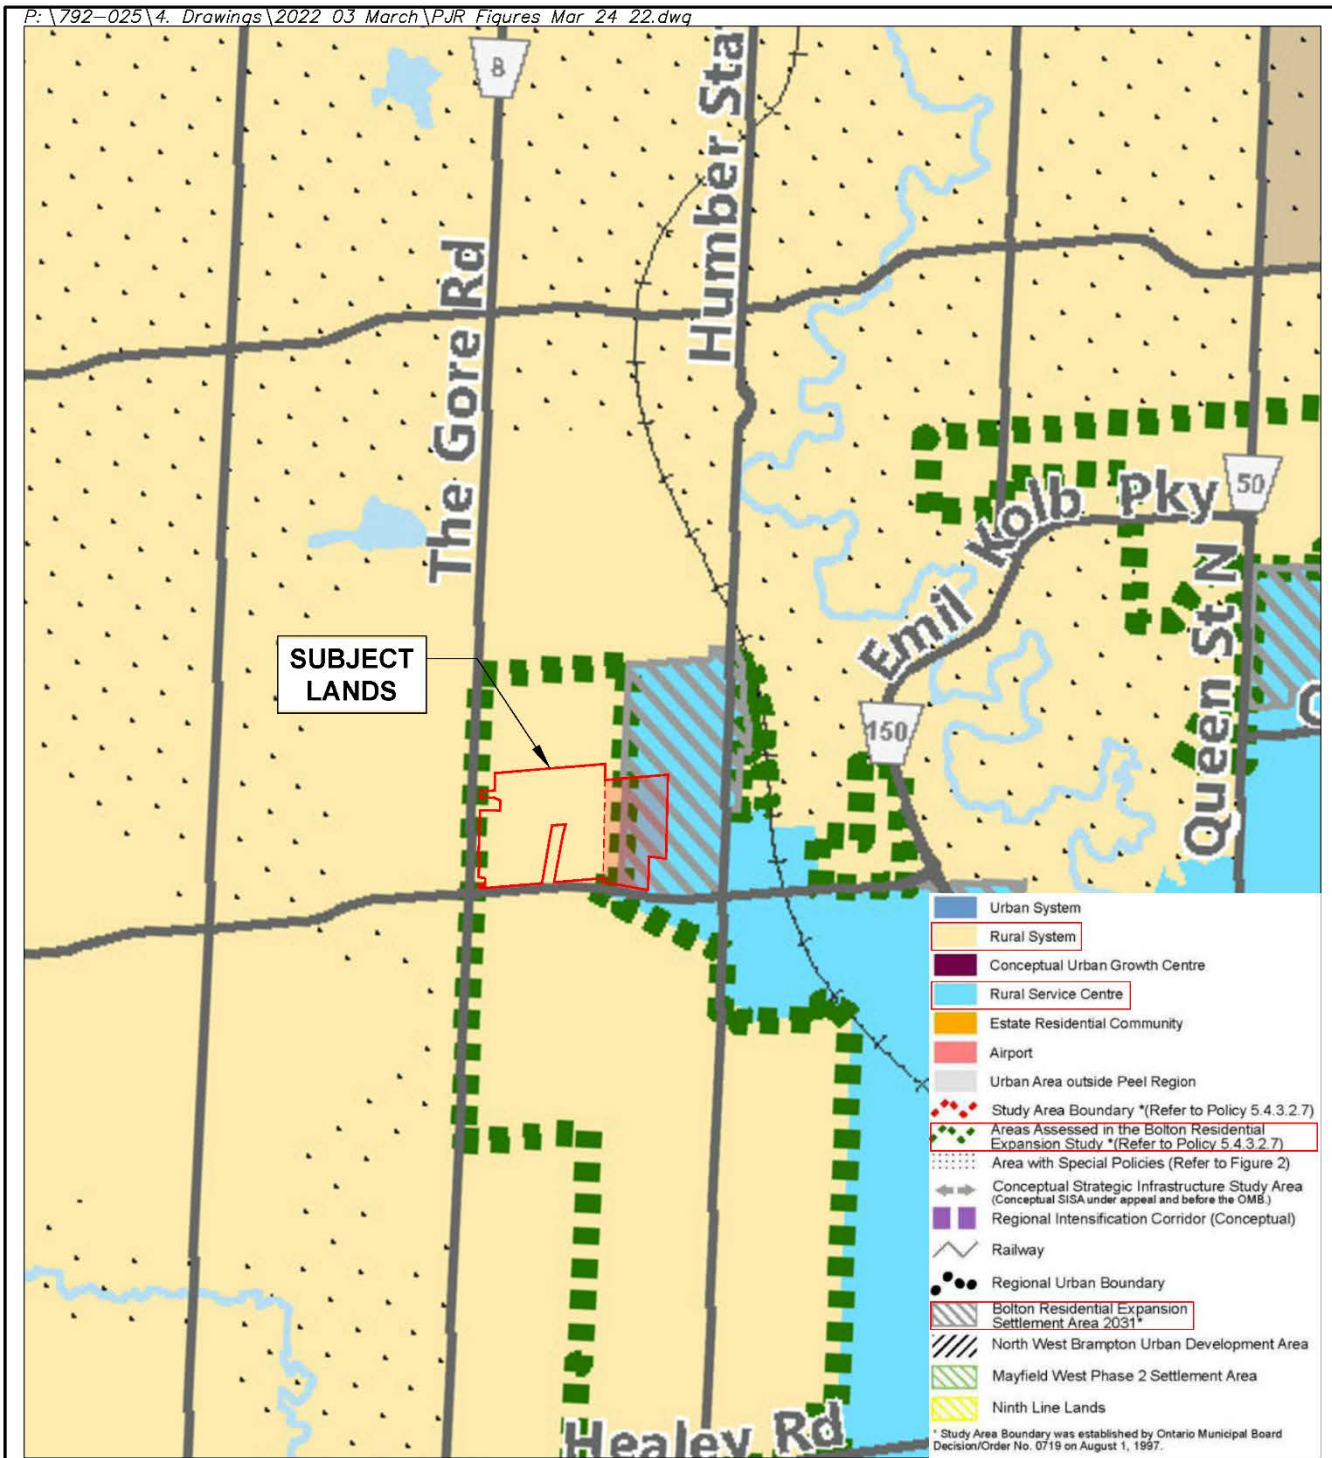 P: \792-025\4. Drawings\2022 03 March\PJR Figures Mar 24 22.dwg
8
Humber Sta
The Gore Rd
50
Emil Kolb Pky
Queen St N
SUBJECT
LANDS
150
Urban System
Rural System
Conceptual Urban Growth Centre
Rural Service Centre
Estate Residential Community
Airport
Urban Area outside Peel Region
Study Area Boundary *(Refer to Policy 5.4.3.2.7)
Areas Assessed in the Bolton Residential
Expansion Study *(Refer to Policy 5.4.3.2.7)
Area with Special Policies (Refer to Figure 2)
Conceptual Strategic Infrastructure Study Area
(Conceptual SISA under appeal and before the OMB.)
Regional Intensification Corridor (Conceptual)
Railway
Regional Urban Boundary
Bolton Residential Expansion
Settlement Area 2031*
North West Brampton Urban Development Area
Mayfield West Phase 2 Settlement Area
Ninth Line Lands
* Study Area Boundary was established by Ontario Municipal Board
Decision/Order No. 0719 on August 1, 1997.
Healey Rd